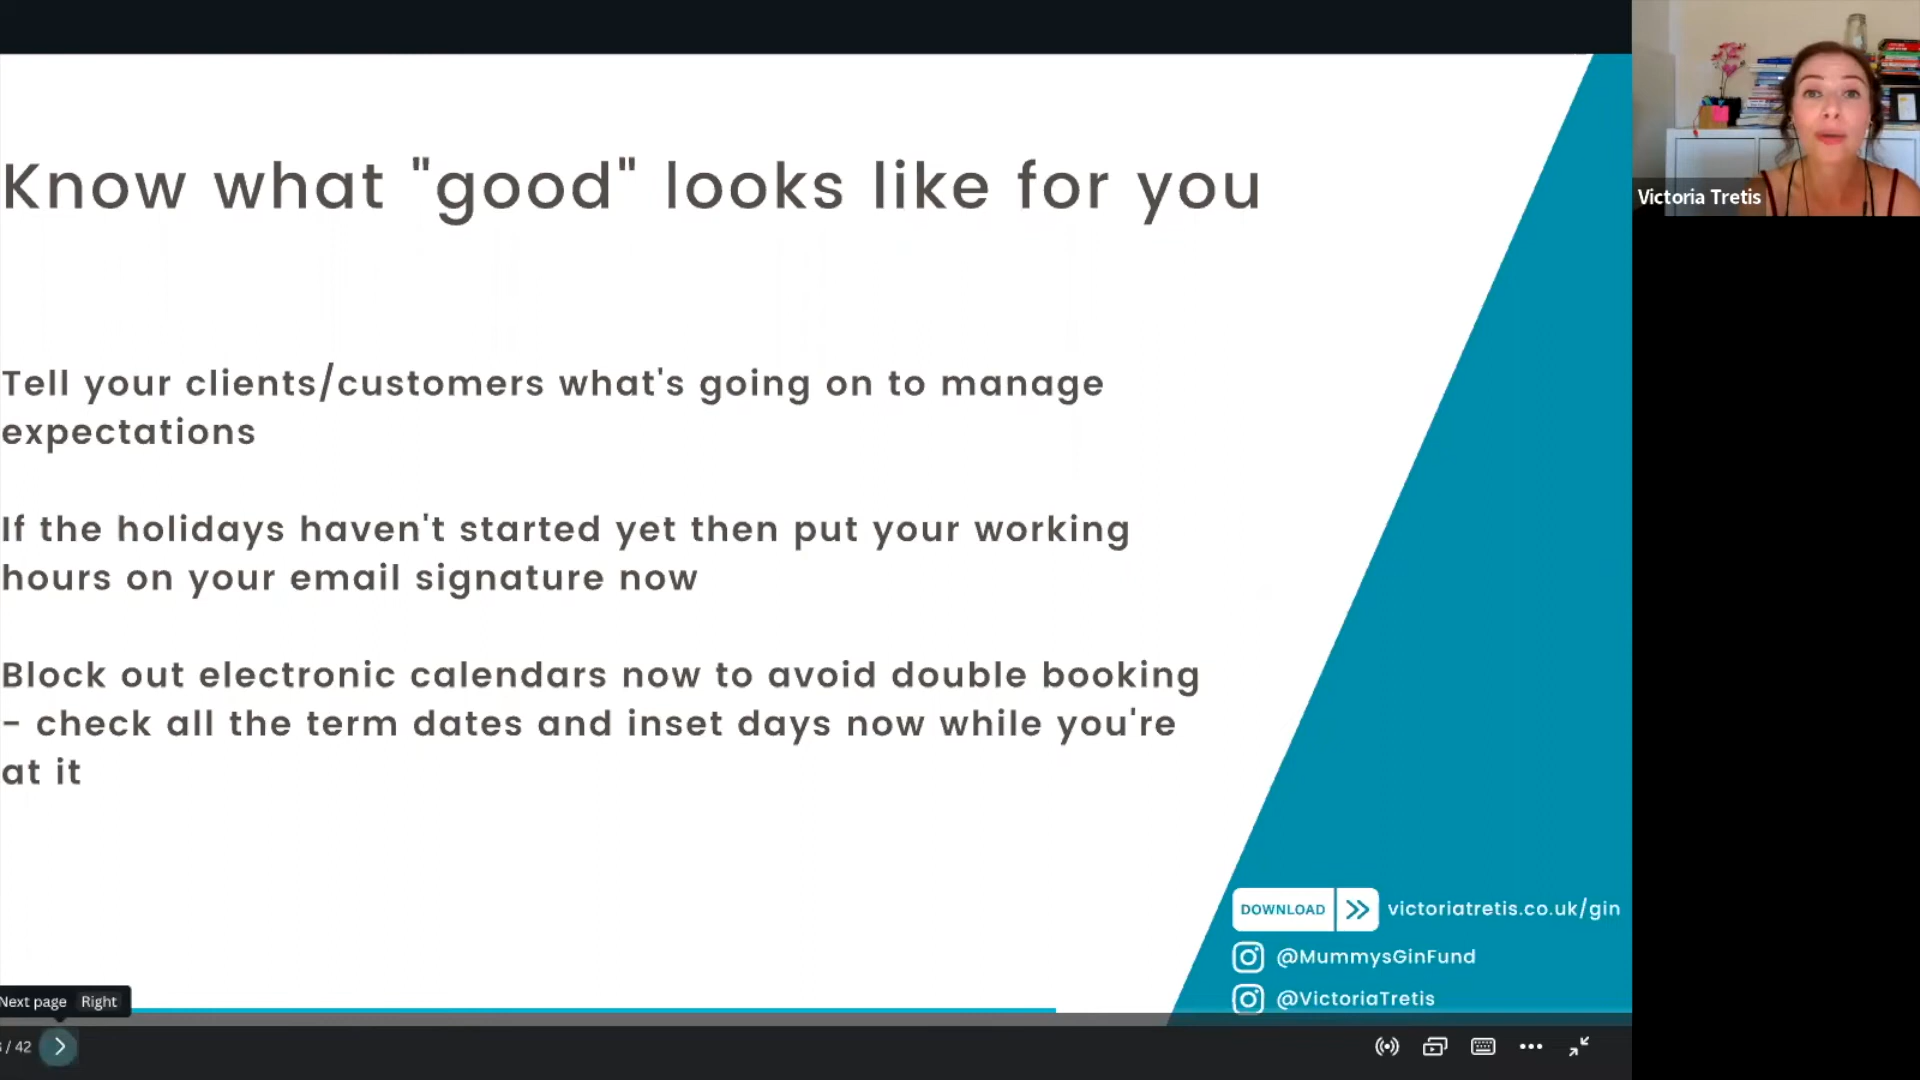 Know what "good" looks like for you
Tell your clients/customers what's going on to manage
expectations
If the holidays haven't started yet then put your working
hours on your email signature now
Block out electronic calendars now to avoid double booking
- check all the term dates and inset days now while you're
at it
DOWNLOAD
victoriatretis.co.uk/gin
@MummysGinFund
@VictoriaTretis
Next page Right
/ 42
Victoria Tretis